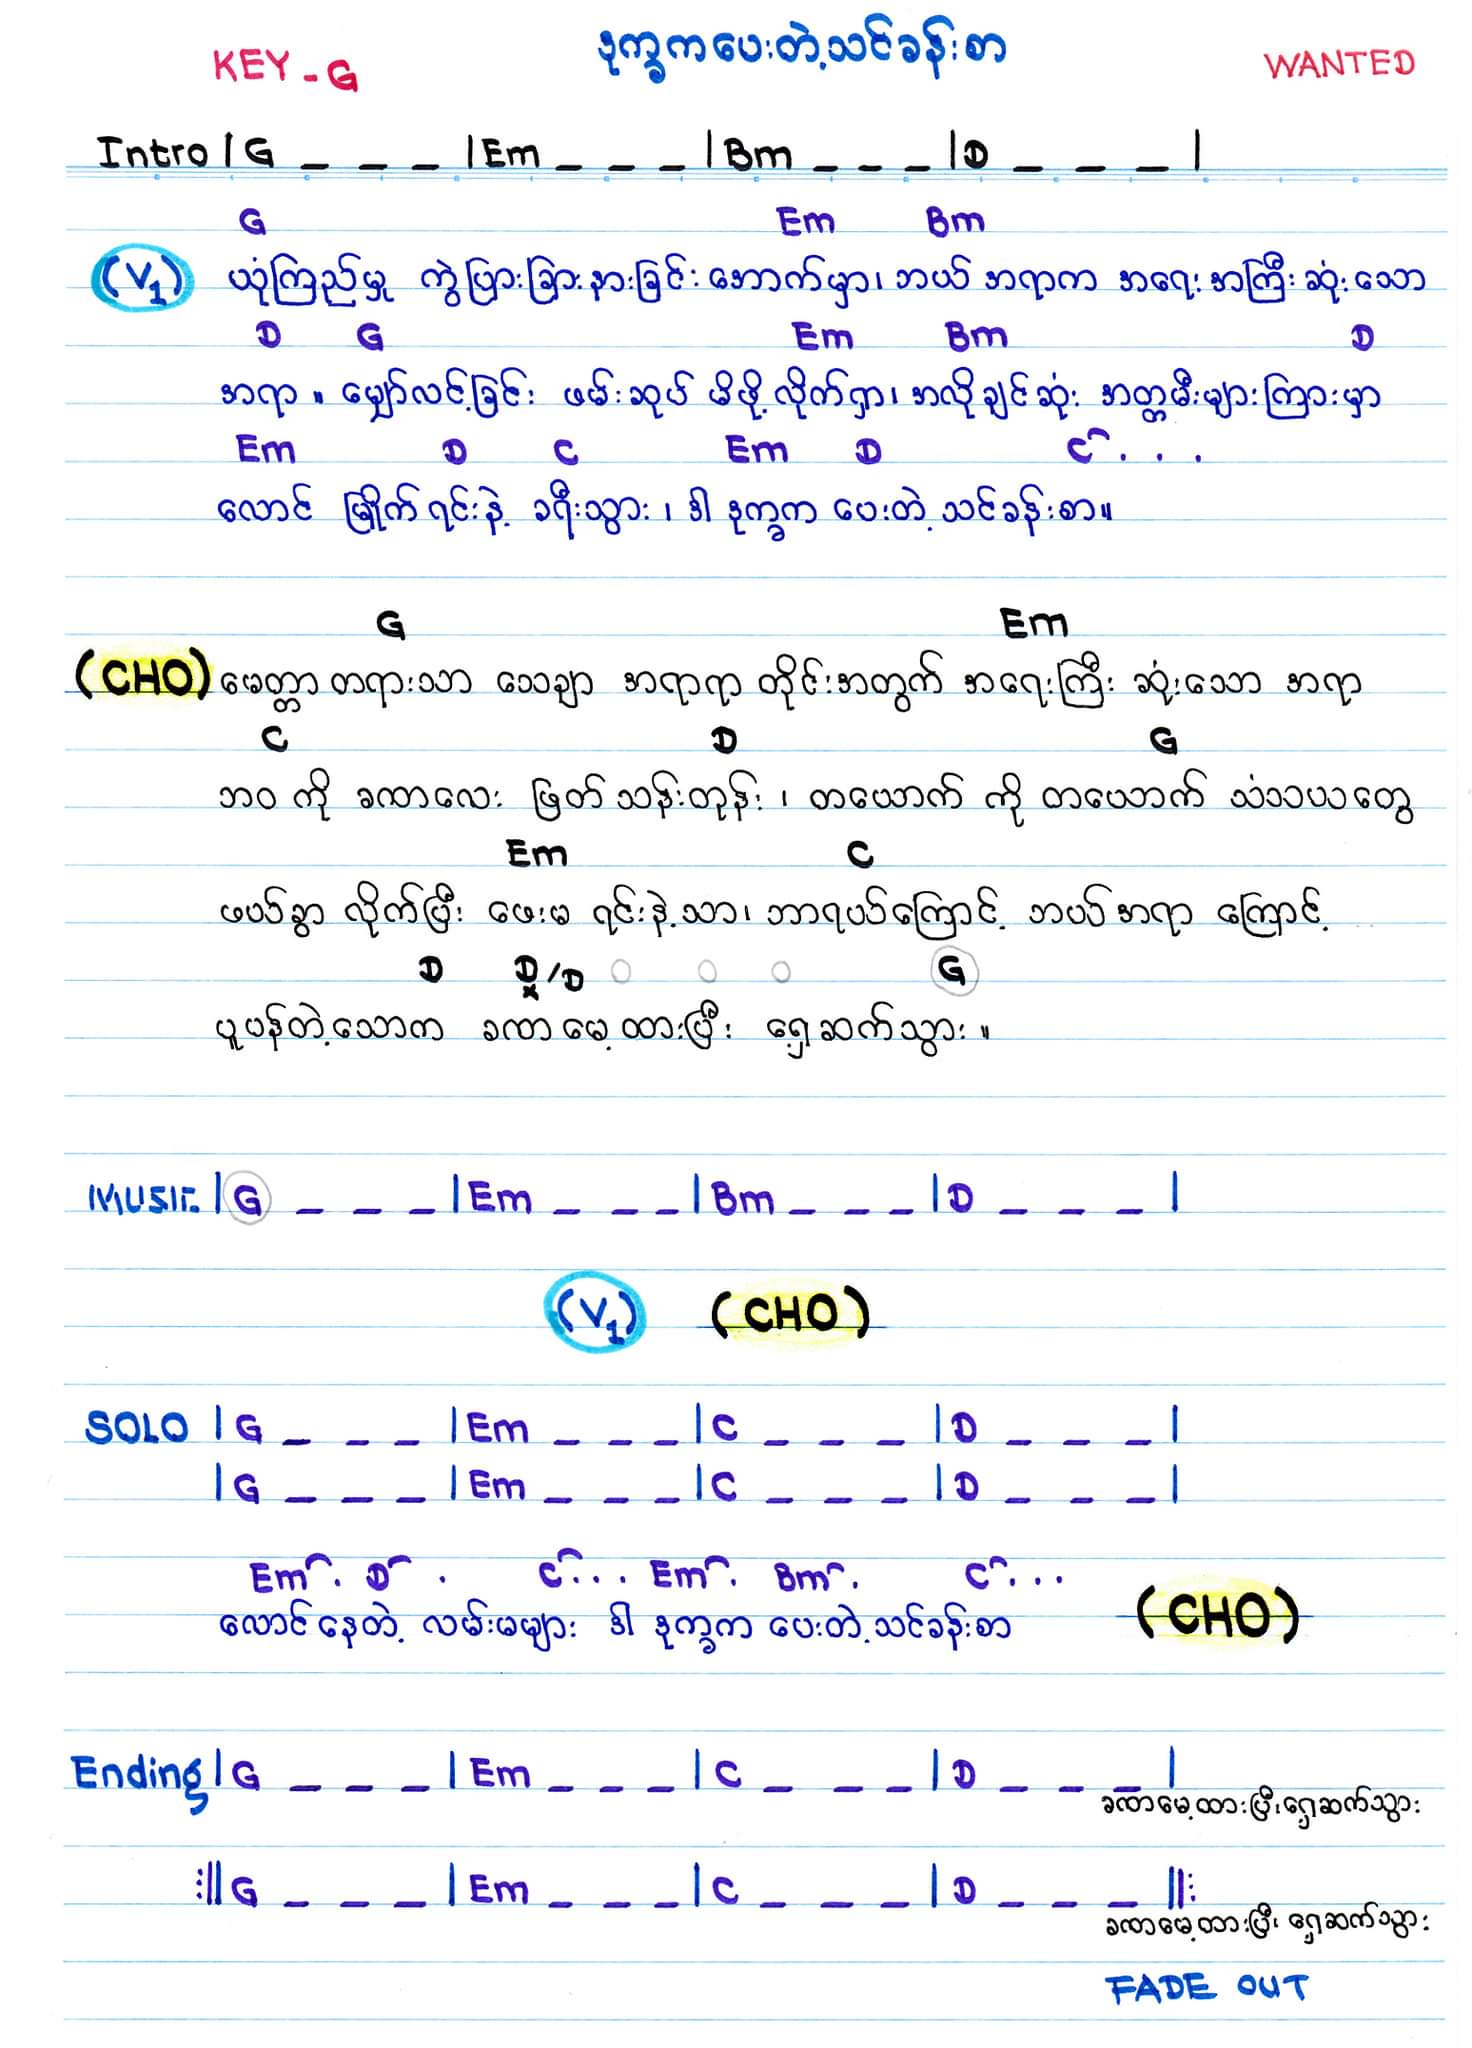 ဒုက္ခကပေးတဲ့သင်ခန်းစာ
KEY - G
WANTED
Intro | G _ _ _ | Em _ _ _ | Bm _ _ _ | D _ _ _ |
G Em Bm
(V1) ယုံကြည်မှု ကွဲပြားခြားနားခြင်းအောက်မှာ၊ ဘယ် အရာက အရေးအကြီးဆုံးသော
D G Em Bm D
အရာ။ မျှော်လင့်ခြင်း ဖမ်းဆုပ် မိဖို့လိုက်ရှာ၊ အလိုချင်ဆုံး အတ္တမီးများကြားမှာ
Em D C Em D C . . .
လောင် မြိုက်ရင်းနဲ့ ခရီးသွား၊ ဒါ ဒုက္ခက ပေးတဲ့သင်ခန်းစာ။
G Em
(CHO) မေတ္တာတရားသာ သေချာ အရာရာ တိုင်းအတွက် အရေးကြီး ဆုံးသော အရာ
C D G
ဘဝ ကို ခဏလေး ဖြတ်သန်းတုန်း၊ တယောက် ကို တယောက် သံသယတွေ
Em C
ဖယ်ခွာ လိုက်ပြီး ဖေးမ ရင်းနဲ့သာ၊ ဘာရယ်ကြောင့် ဘယ်အရာ ကြောင့်
D D/D G
ပူပန်တဲ့သောက ခဏမေ့ထားပြီး ရှေ့ဆက်သွား။
MUSIC | G _ _ _ | Em _ _ _ | Bm _ _ _ | D _ _ _ |
(V1) (CHO)
SOLO | G _ _ _ | Em _ _ _ | C _ _ _ | D _ _ _ |
| G _ _ _ | Em _ _ _ | C _ _ _ | D _ _ _ |
Em . D . C . . . Em . Bm . C . . .
လောင်နေတဲ့ လမ်းမများ ဒါ ဒုက္ခက ပေးတဲ့သင်ခန်းစာ (CHO)
Ending | G _ _ _ | Em _ _ _ | C _ _ _ | D _ _ _ |
ခဏမေ့ထားပြီးရှေ့ဆက်သွား
:|| G _ _ _ | Em _ _ _ | C _ _ _ | D _ _ _ ||:
ခဏမေ့ထားပြီး ရှေ့ဆက်သွား
FADE OUT